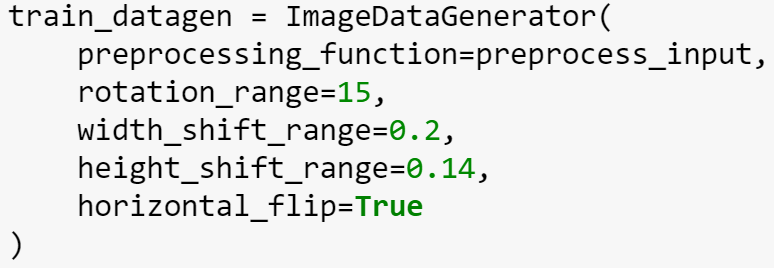 train_datagen = ImageDataGenerator(
    preprocessing_function=preprocess_input,
    rotation_range=15,
    width_shift_range=0.2,
    height_shift_range=0.14,
    horizontal_flip=True
)